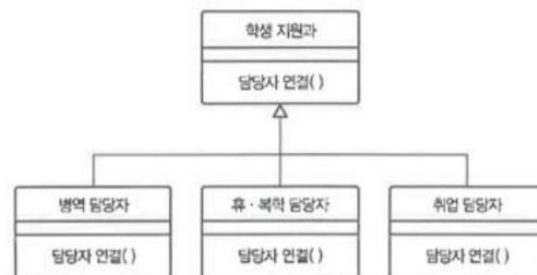 학생 지원과
담당자 연결( )
병역 담당자
휴 · 복학 담당자
취업 담당자
담당자 연결( )
담당자 연결( )
담당자 연결( )